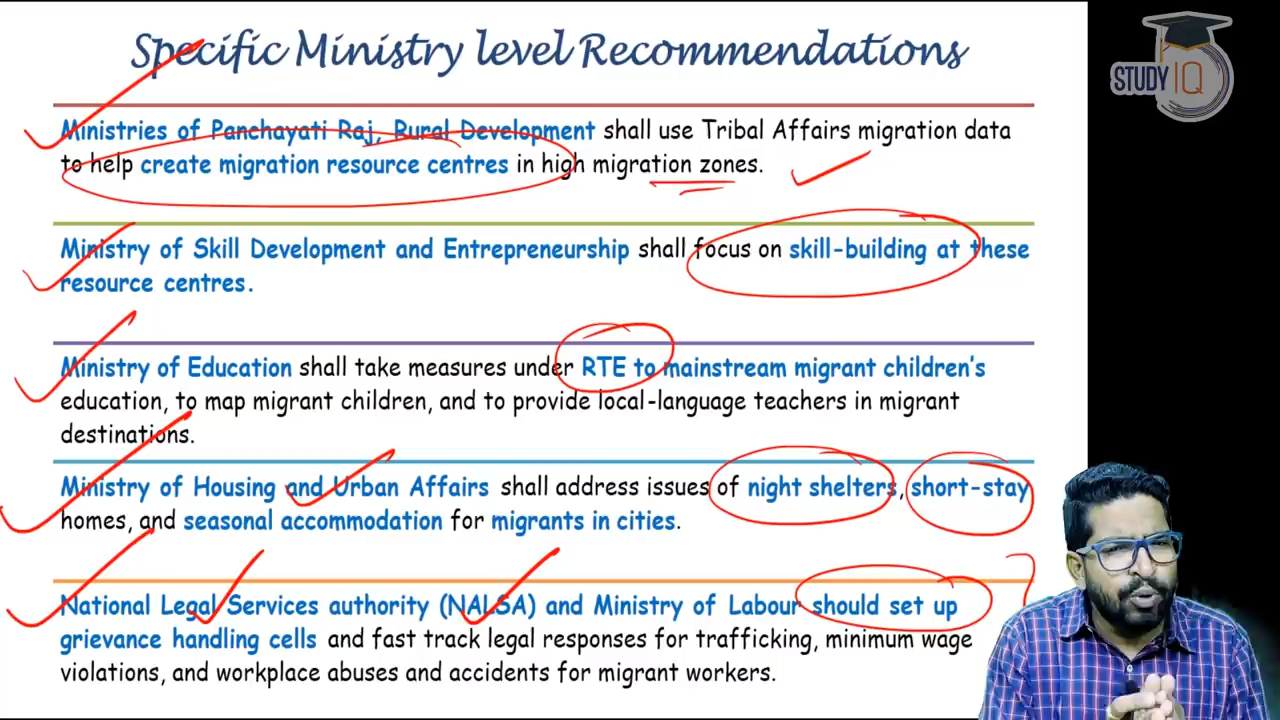 Specific Ministry level Recommendations
STUDY IQ
Ministries of Panchayati Raj, Rural Development shall use Tribal Affairs migration data
to help create migration resource centres in high migration zones.
Ministry of Skill Development and Entrepreneurship shall focus on skill-building at these
resource centres.
Ministry of Education shall take measures under RTE to mainstream migrant children's
education, to map migrant children, and to provide local-language teachers in migrant
destinations.
Ministry of Housing and Urban Affairs shall address issues of night shelters, short-stay
homes, and seasonal accommodation for migrants in cities.
National Legal Services authority (NALSA) and Ministry of Labour should set up
grievance handling cells and fast track legal responses for trafficking, minimum wage
violations, and workplace abuses and accidents for migrant workers.